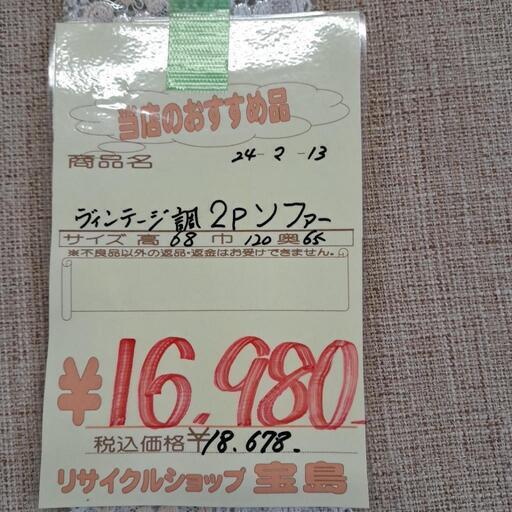 当店のおすすめ品
商品名
24-2-13
ヴィンテージ調 2Pソファー
サイズ 高 68 巾 120 奥 65
※不良品以外の返品・返金はお受けできません。
¥16,980
税込価格¥18.678.
リサイクルショップ 宝島